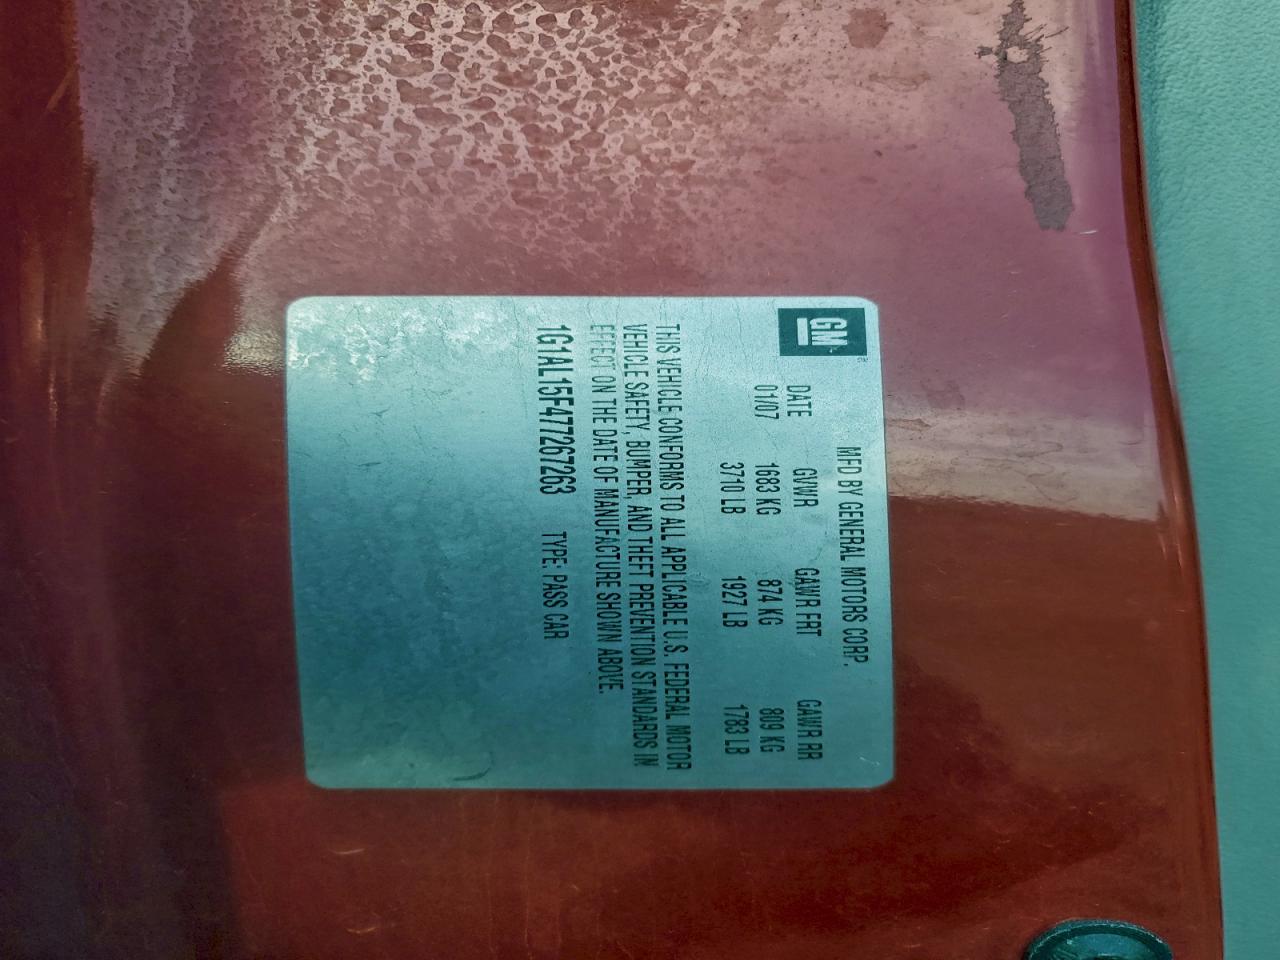 GM
MFD BY GENERAL MOTORS CORP.
DATE GVWR GAWR FRT GAWR RR
01/07 1683 KG 874 KG 809 KG
3710 LB 1927 LB 1783 LB
THIS VEHICLE CONFORMS TO ALL APPLICABLE U.S. FEDERAL MOTOR
VEHICLE SAFETY, BUMPER, AND THEFT PREVENTION STANDARDS IN
EFFECT ON THE DATE OF MANUFACTURE SHOWN ABOVE.
1G1AL15F477267263 TYPE: PASS CAR